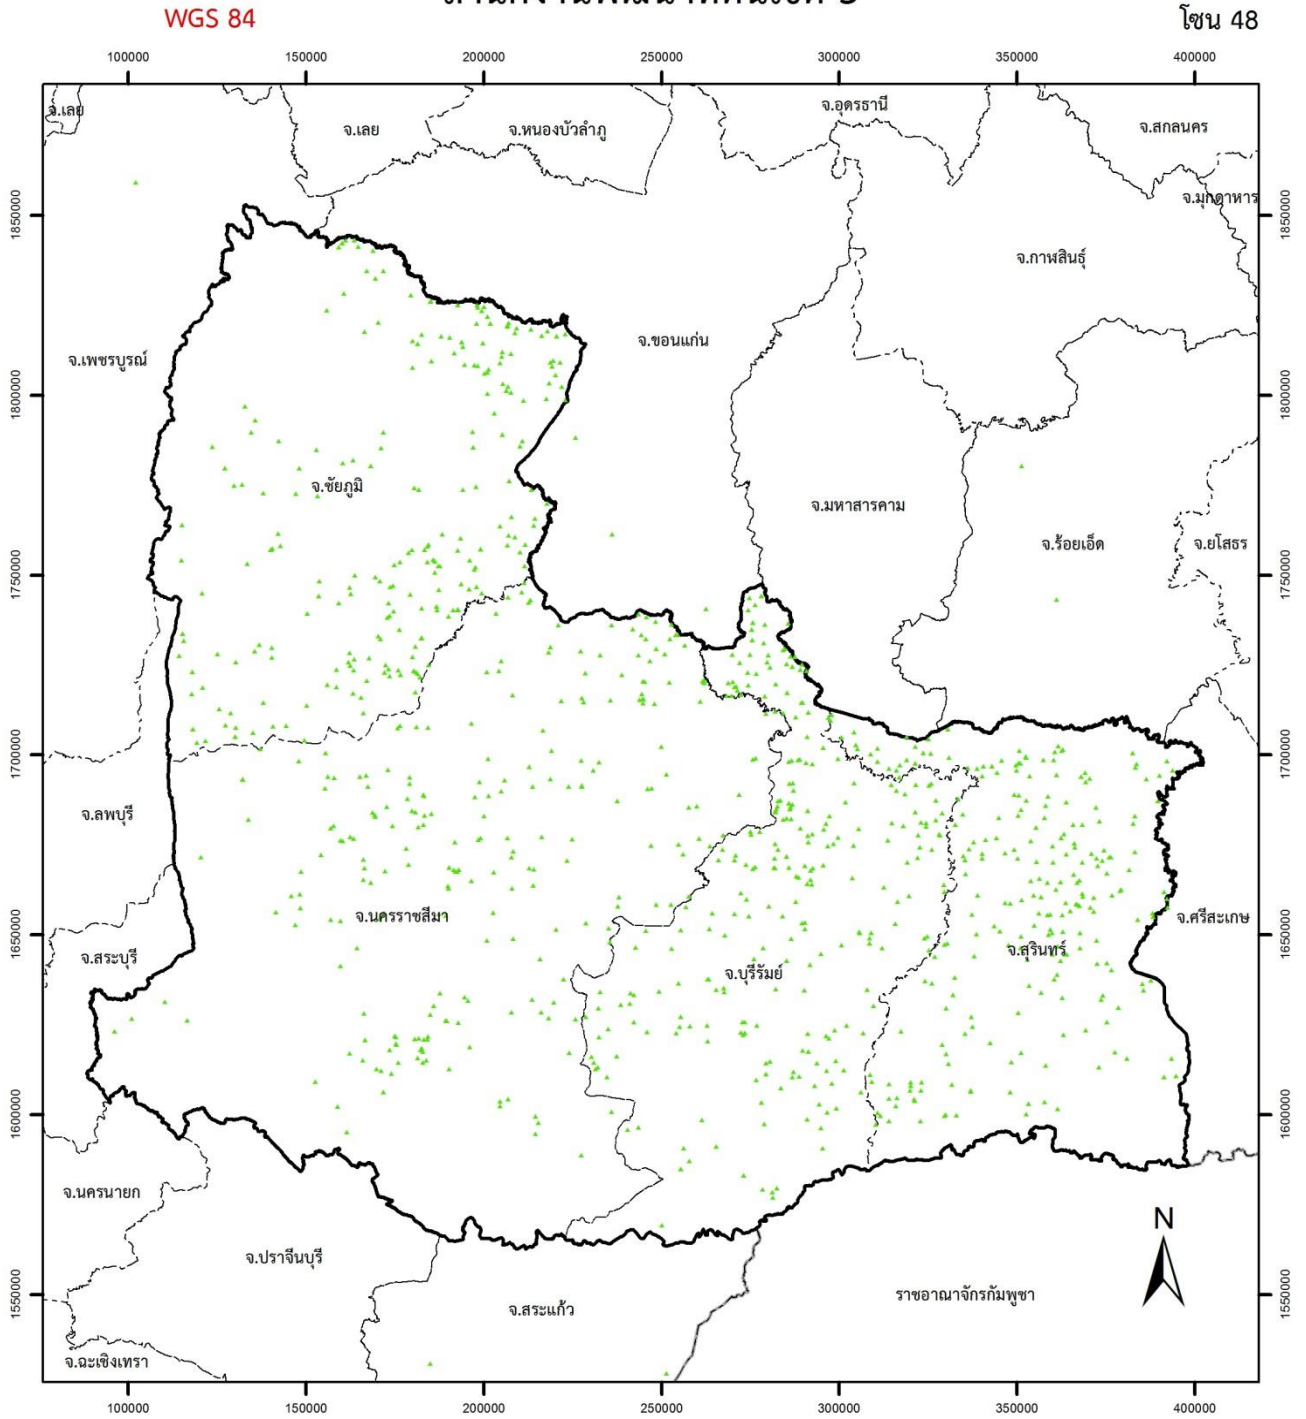 WGS 84
โซน 48
100000 150000 200000 250000 300000 350000 400000
จ.เลย
จ.เลย
จ.หนองบัวลำภู
จ.อุดรธานี
จ.สกลนคร
จ.มุกดาหาร
1850000
1850000
จ.กาฬสินธุ์
จ.เพชรบูรณ์
จ.ขอนแก่น
1800000
1800000
จ.ชัยภูมิ
จ.มหาสารคาม
จ.ร้อยเอ็ด
จ.ยโสธร
1750000
1750000
1700000
1700000
จ.ลพบุรี
จ.นครราชสีมา
จ.ศรีสะเกษ
1650000
1650000
จ.สระบุรี
จ.บุรีรัมย์
จ.สุรินทร์
1600000
1600000
จ.นครนายก
N
จ.ปราจีนบุรี
1550000
1550000
จ.สระแก้ว
ราชอาณาจักรกัมพูชา
จ.ฉะเชิงเทรา
100000 150000 200000 250000 300000 350000 400000